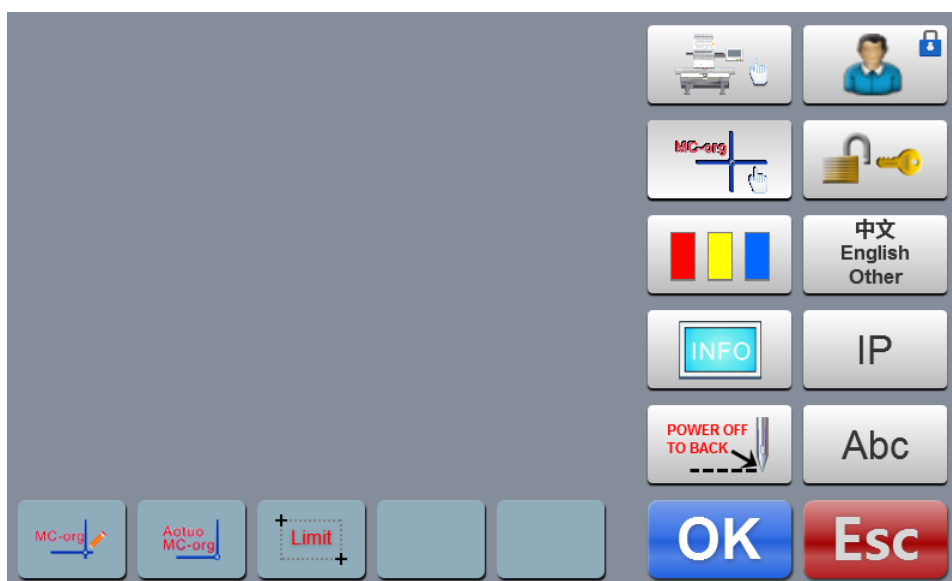 MC-org
中文
English
Other
INFO
IP
POWER OFF
TO BACK
Abc
MC-org
Aotuo
MC-org
Limit
OK
Esc